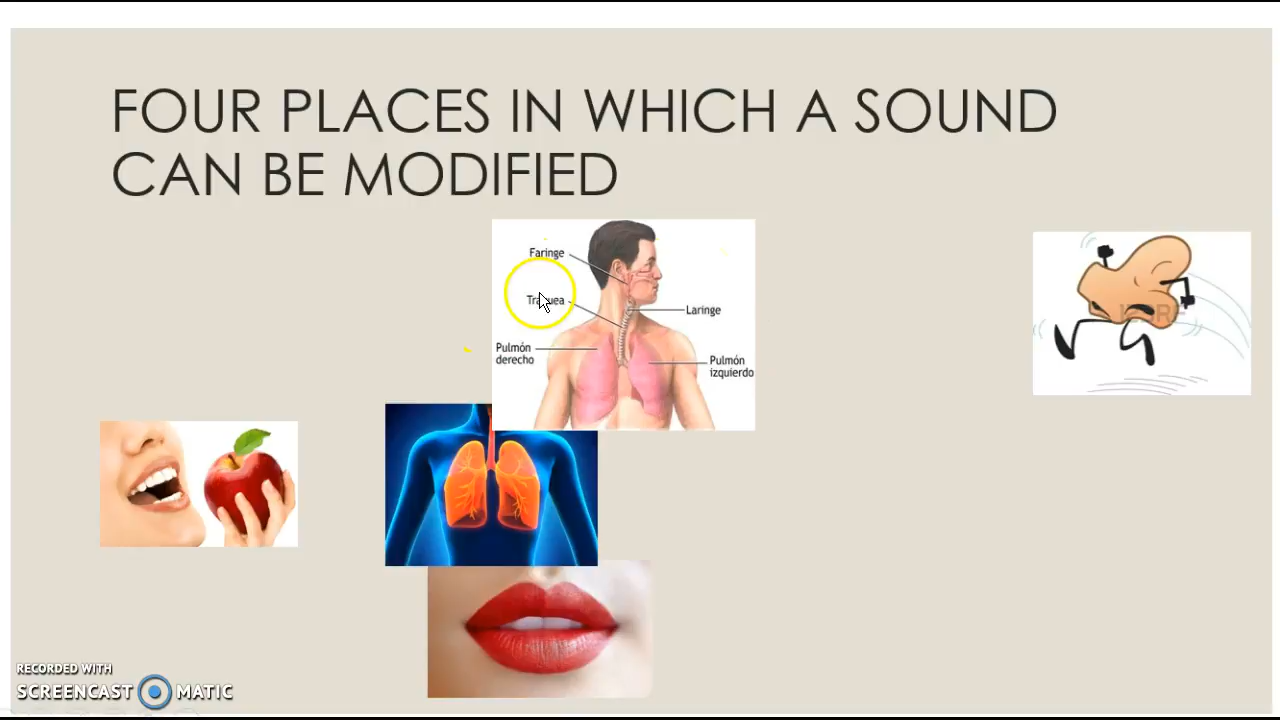 FOUR PLACES IN WHICH A SOUND
CAN BE MODIFIED
Faringe
Laringe
Pulmón
derecho
Pulmón
izquierdo
RECORDED WITH
SCREENCAST MATIC